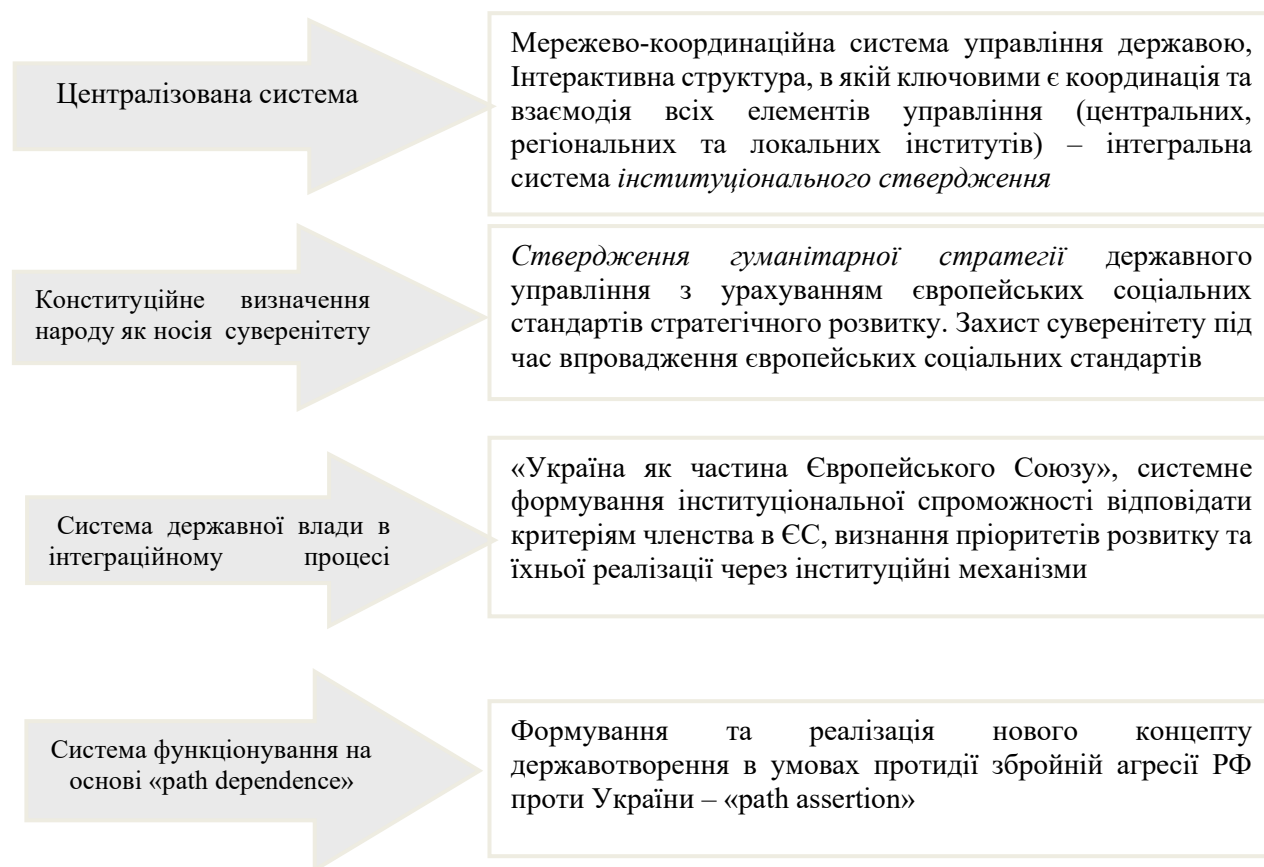 Централізована система
Мережево-координаційна система управління державою,
Інтерактивна структура, в якій ключовими є координація та
взаємодія всіх елементів управління (центральних,
регіональних та локальних інститутів) – інтегральна
система інституціонального ствердження
Конституційне визначення
народу як носія суверенітету
Ствердження гуманітарної стратегії державного
управління з урахуванням європейських соціальних
стандартів стратегічного розвитку. Захист суверенітету під
час впровадження європейських соціальних стандартів
Система державної влади в
інтеграційному процесі
«Україна як частина Європейського Союзу», системне
формування інституціональної спроможності відповідати
критеріям членства в ЄС, визнання пріоритетів розвитку та
їхньої реалізації через інституційні механізми
Система функціонування на
основі «path dependence»
Формування та реалізація нового концепту
державотворення в умовах протидії збройній агресії РФ
проти України – «path assertion»